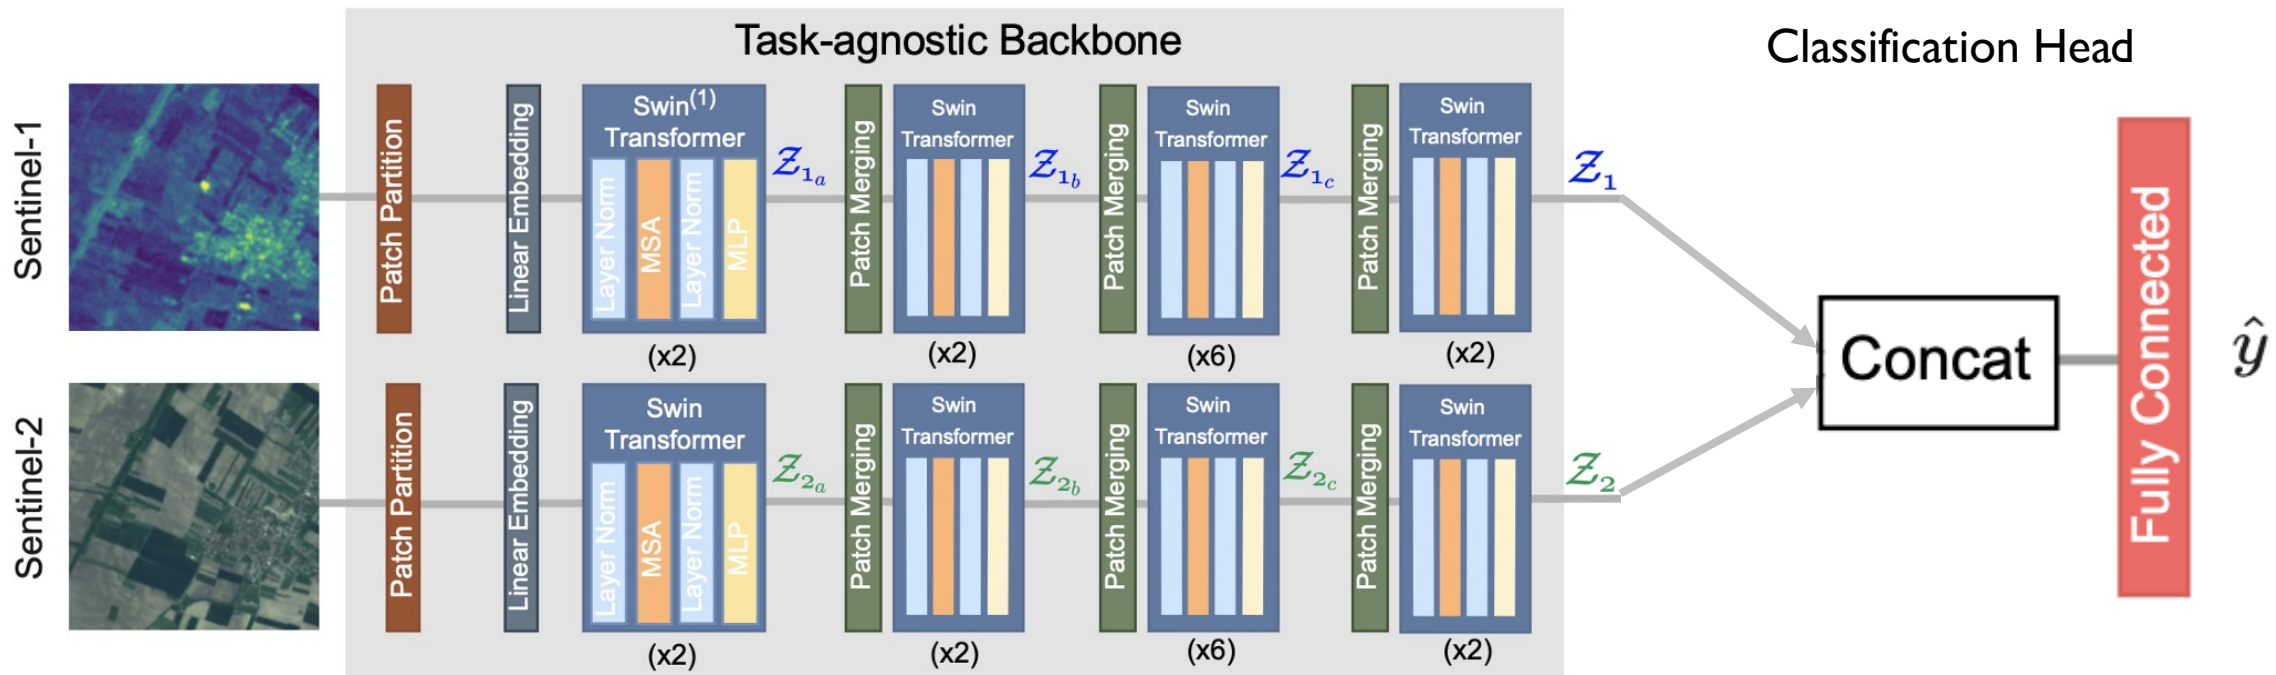 Task-agnostic Backbone
Classification Head
Sentinel-1
Patch Partition
Linear Embedding
Swin(1)
Transformer
Layer Norm
MSA
Layer Norm
MLP
(x2)
Z1a
Patch Merging
Swin
Transformer
(x2)
Z1b
Patch Merging
Swin
Transformer
(x6)
Z1c
Patch Merging
Swin
Transformer
(x2)
Z1
Sentinel-2
Patch Partition
Linear Embedding
Swin
Transformer
Layer Norm
MSA
Layer Norm
MLP
(x2)
Z2a
Patch Merging
Swin
Transformer
(x2)
Z2b
Patch Merging
Swin
Transformer
(x6)
Z2c
Patch Merging
Swin
Transformer
(x2)
Z2
Concat
Fully Connected
ŷ